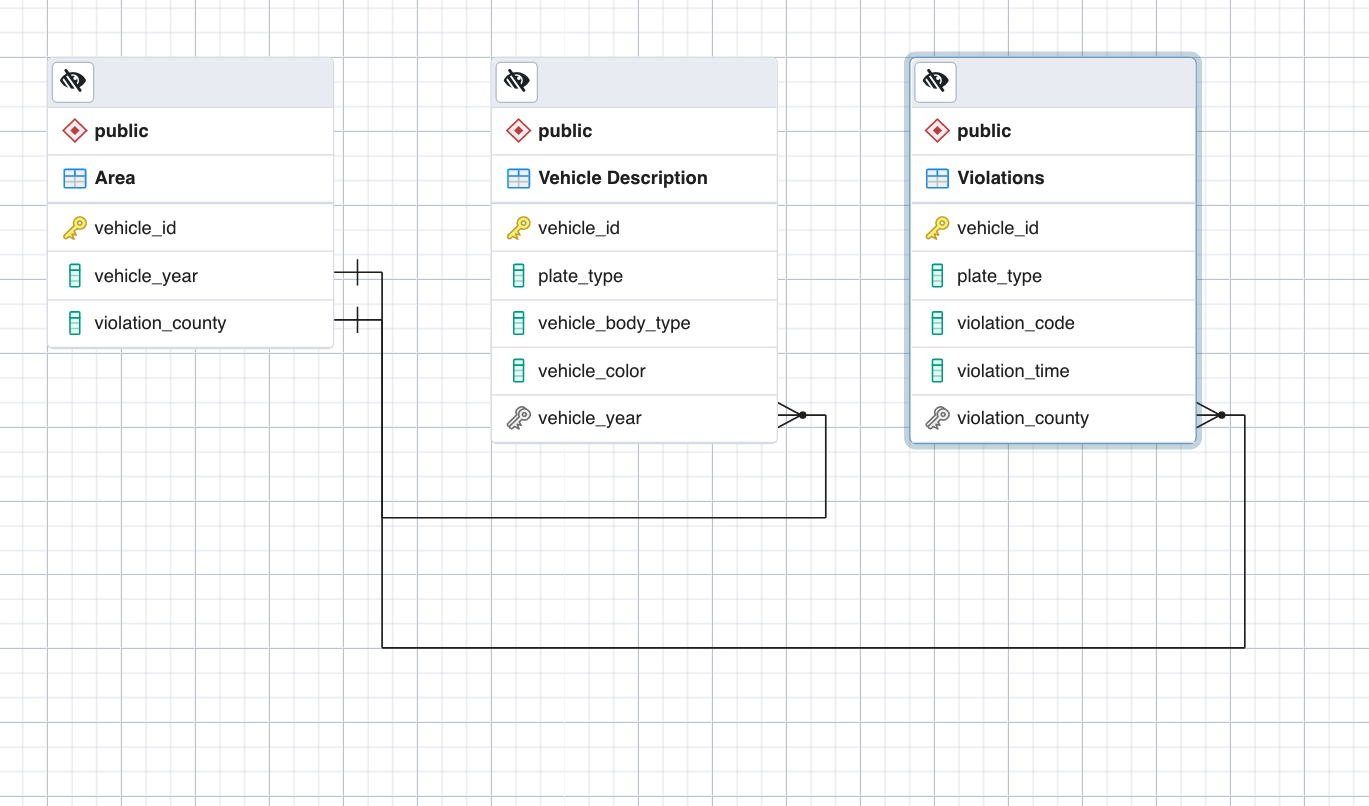 public
Area
vehicle_id
vehicle_year
violation_county
public
Vehicle Description
vehicle_id
plate_type
vehicle_body_type
vehicle_color
vehicle_year
public
Violations
vehicle_id
plate_type
violation_code
violation_time
violation_county